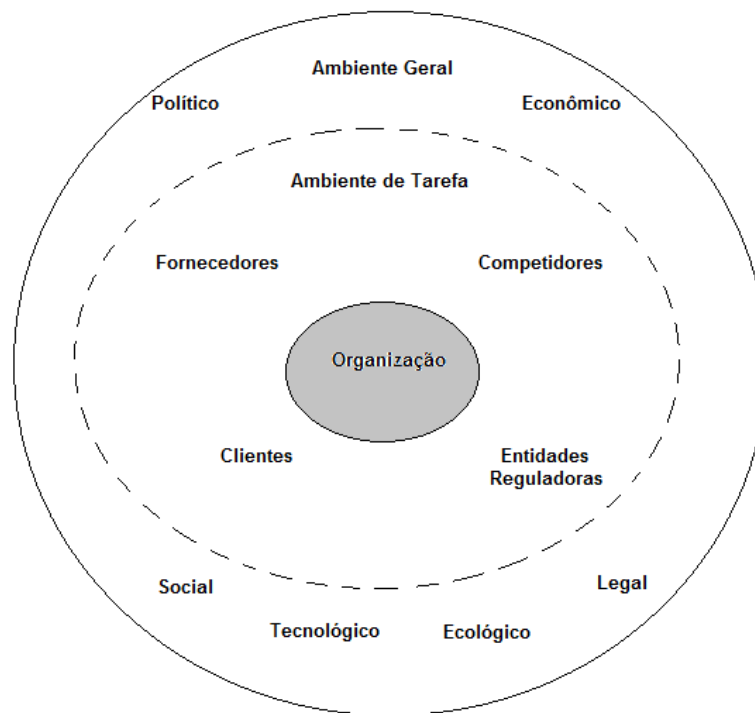 Ambiente Geral
Político
Econômico
Ambiente de Tarefa
Fornecedores
Competidores
Organização
Clientes
Entidades
Reguladoras
Social
Legal
Tecnológico
Ecológico